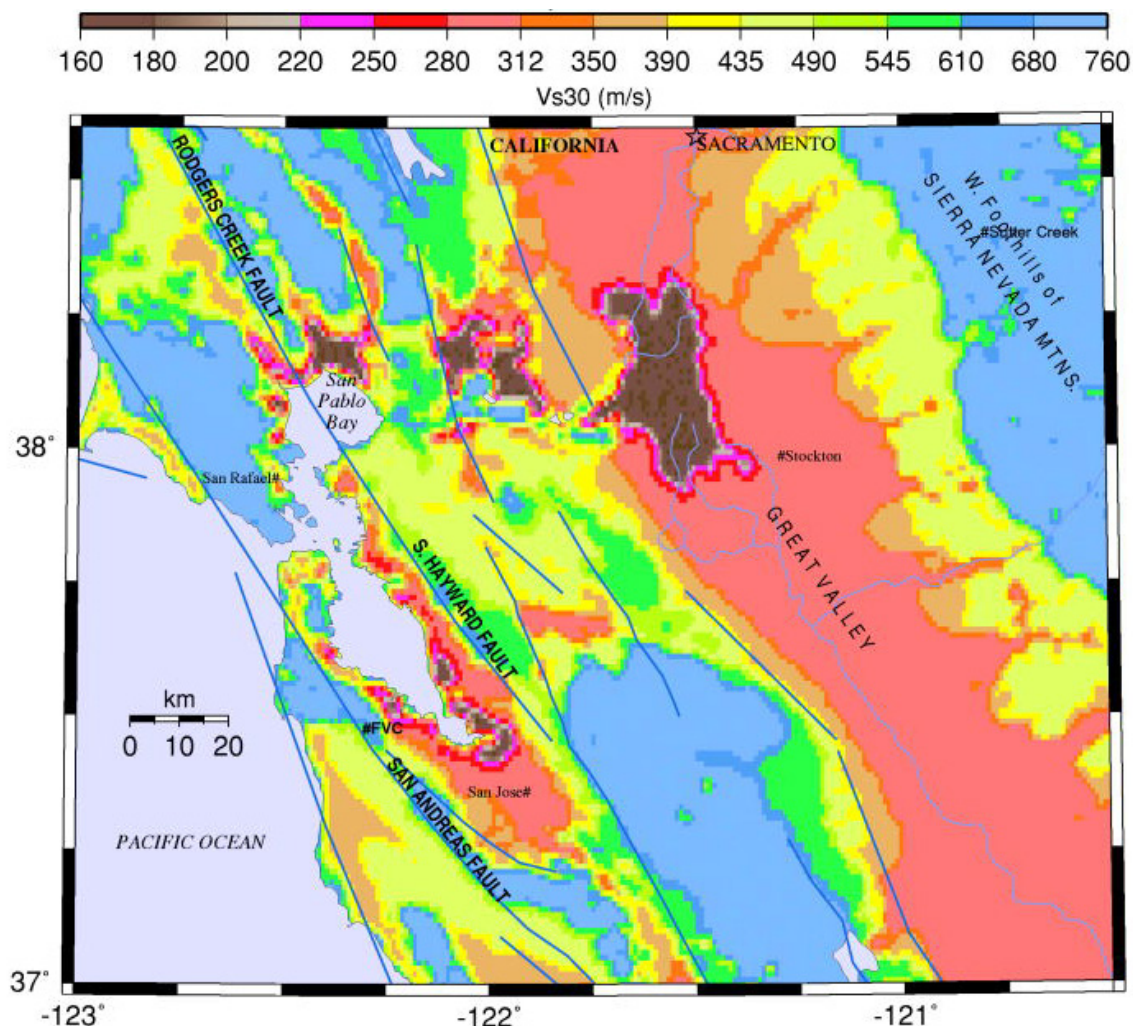 160 180 200 220 250 280 312 350 390 435 490 545 610 680 760
Vs30 (m/s)
CALIFORNIA
SACRAMENTO
RODGERS CREEK FAULT
W. Foothills of
SIERRA NEVADA MTNS.
#Sutter Creek
San
Pablo
Bay
38°
San Rafael#
#Stockton
GREAT VALLEY
S. HAYWARD FAULT
km
0 10 20
#FVC
San Jose#
SAN ANDREAS FAULT
PACIFIC OCEAN
37°
-123° -122° -121°